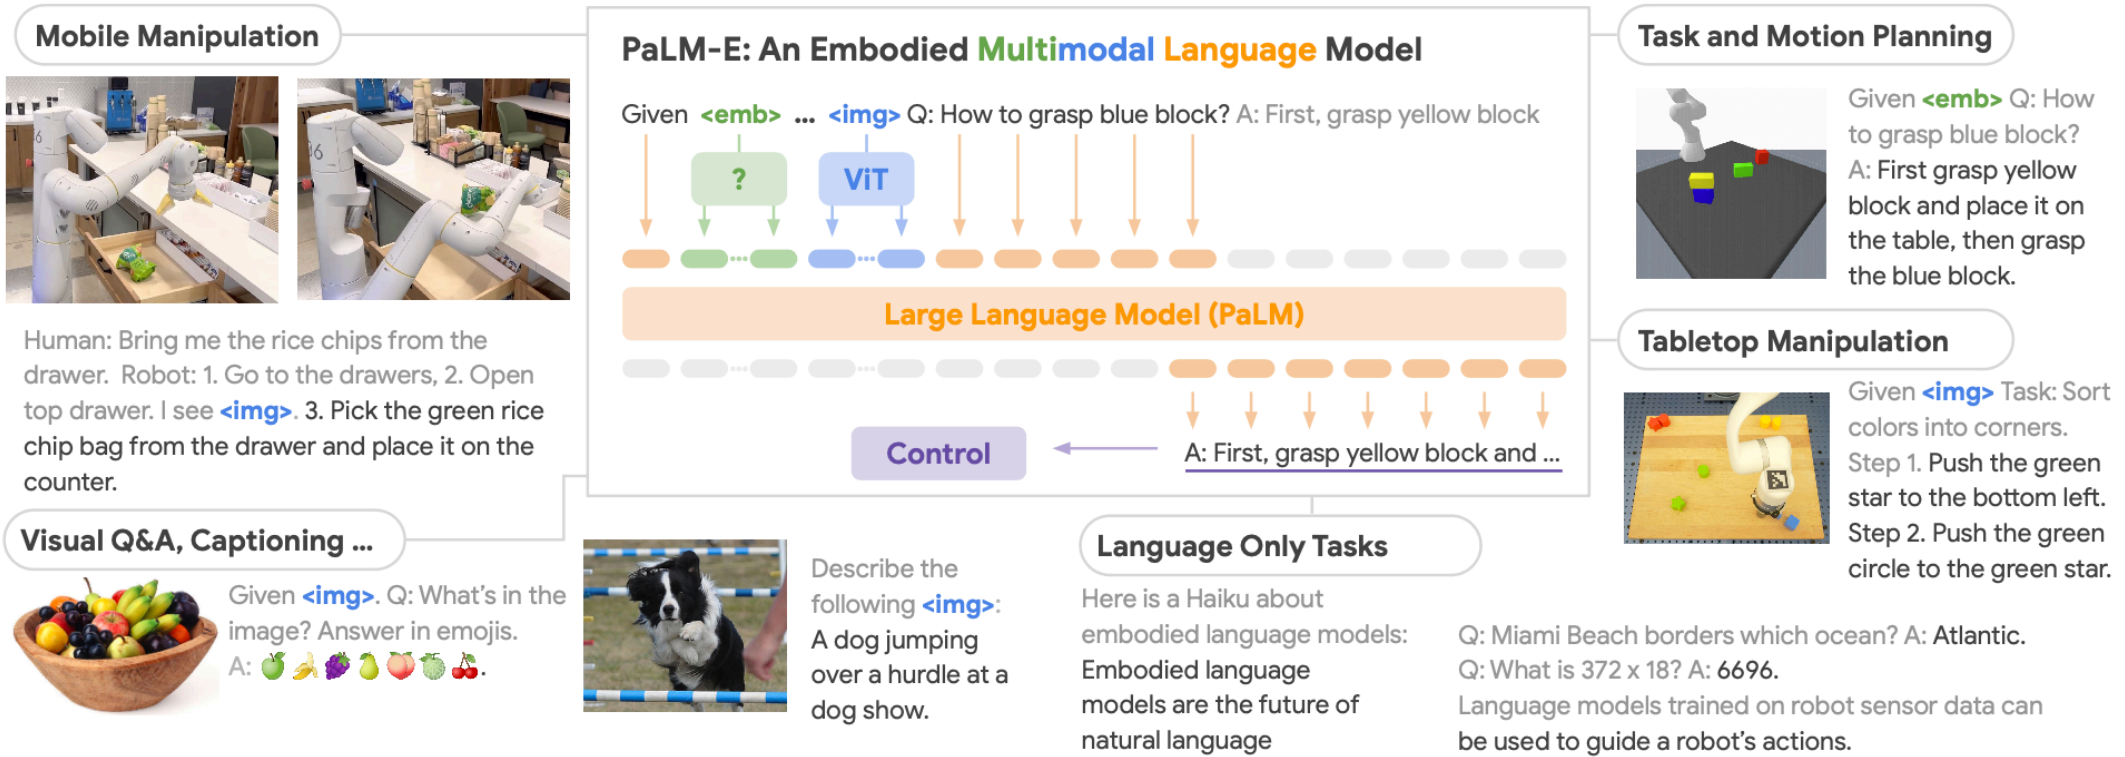 Mobile Manipulation
Human: Bring me the rice chips from the
drawer. Robot: 1. Go to the drawers, 2. Open
top drawer. I see <img>. 3. Pick the green rice
chip bag from the drawer and place it on the
counter.
Visual Q&A, Captioning ...
Given <img>. Q: What's in the
image? Answer in emojis.
A: 🍏🍌🍇🍐🍑🍈🍒.
PaLM-E: An Embodied Multimodal Language Model
Given <emb> ... <img> Q: How to grasp blue block? A: First, grasp yellow block
?
ViT
Large Language Model (PaLM)
Control
A: First, grasp yellow block and ...
Describe the
following <img>:
A dog jumping
over a hurdle at a
dog show.
Language Only Tasks
Here is a Haiku about
embodied language models:
Embodied language
models are the future of
natural language
Q: Miami Beach borders which ocean? A: Atlantic.
Q: What is 372 x 18? A: 6696.
Language models trained on robot sensor data can
be used to guide a robot's actions.
Task and Motion Planning
Given <emb> Q: How
to grasp blue block?
A: First grasp yellow
block and place it on
the table, then grasp
the blue block.
Tabletop Manipulation
Given <img> Task: Sort
colors into corners.
Step 1. Push the green
star to the bottom left.
Step 2. Push the green
circle to the green star.